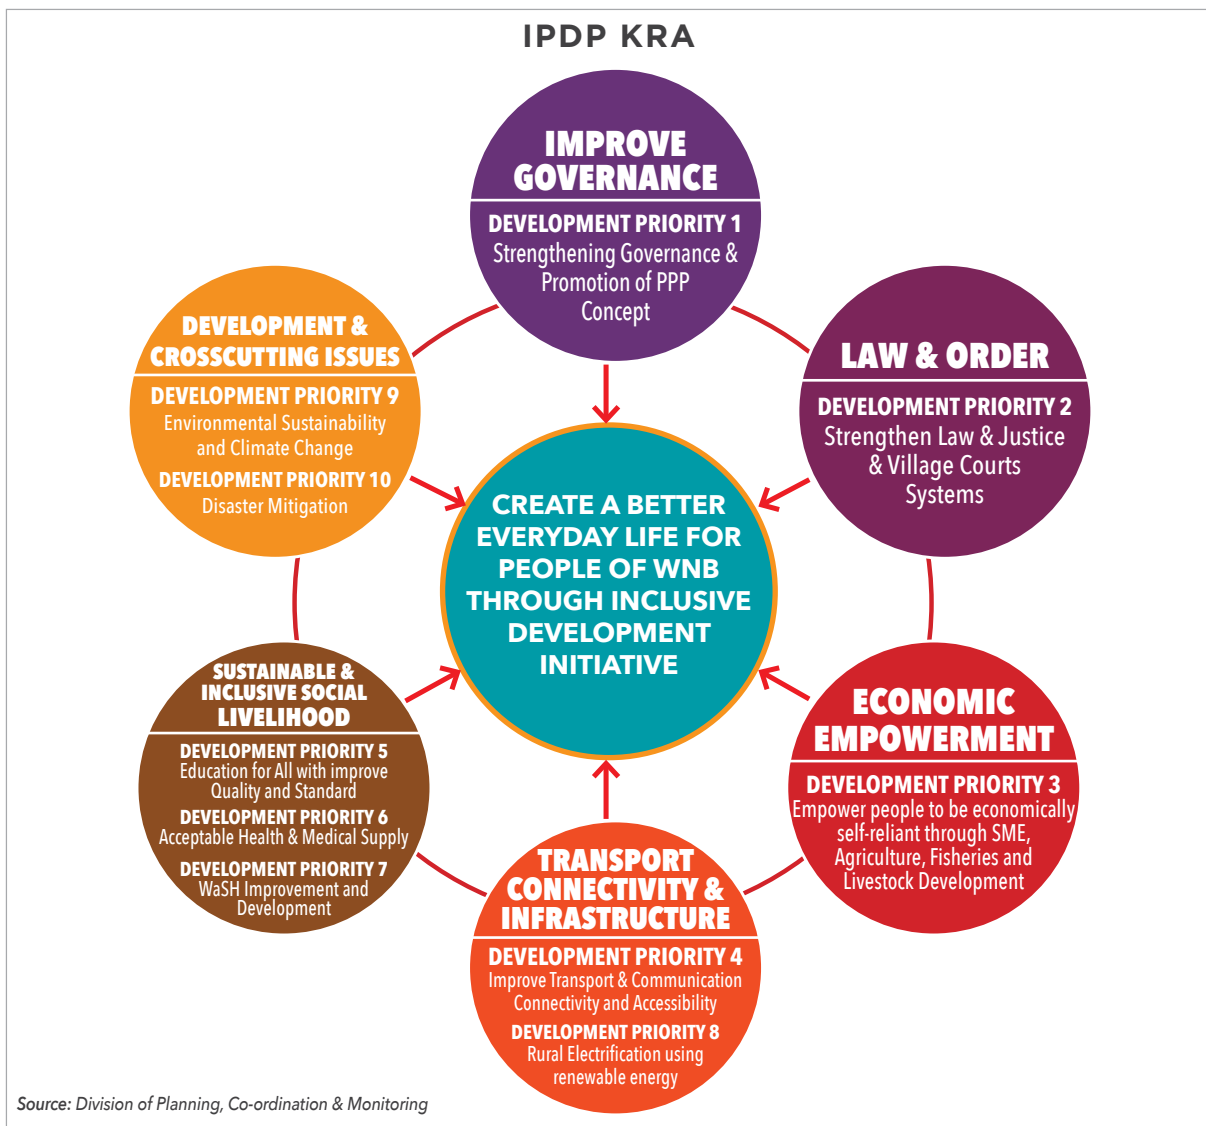 IPDP KRA
IMPROVE
GOVERNANCE
DEVELOPMENT PRIORITY 1
Strengthening Governance &
Promotion of PPP
Concept
LAW & ORDER
DEVELOPMENT PRIORITY 2
Strengthen Law & Justice
& Village Courts
Systems
ECONOMIC
EMPOWERMENT
DEVELOPMENT PRIORITY 3
Empower people to be economically
self-reliant through SME,
Agriculture, Fisheries and
Livestock Development
TRANSPORT
CONNECTIVITY &
INFRASTRUCTURE
DEVELOPMENT PRIORITY 4
Improve Transport & Communication
Connectivity and Accessibility
DEVELOPMENT PRIORITY 8
Rural Electrification using
renewable energy
SUSTAINABLE &
INCLUSIVE SOCIAL
LIVELIHOOD
DEVELOPMENT PRIORITY 5
Education for All with improve
Quality and Standard
DEVELOPMENT PRIORITY 6
Acceptable Health & Medical Supply
DEVELOPMENT PRIORITY 7
WaSH Improvement and
Development
DEVELOPMENT &
CROSSCUTTING ISSUES
DEVELOPMENT PRIORITY 9
Environmental Sustainability
and Climate Change
DEVELOPMENT PRIORITY 10
Disaster Mitigation
CREATE A BETTER
EVERYDAY LIFE FOR
PEOPLE OF WNB
THROUGH INCLUSIVE
DEVELOPMENT
INITIATIVE
Source: Division of Planning, Co-ordination & Monitoring